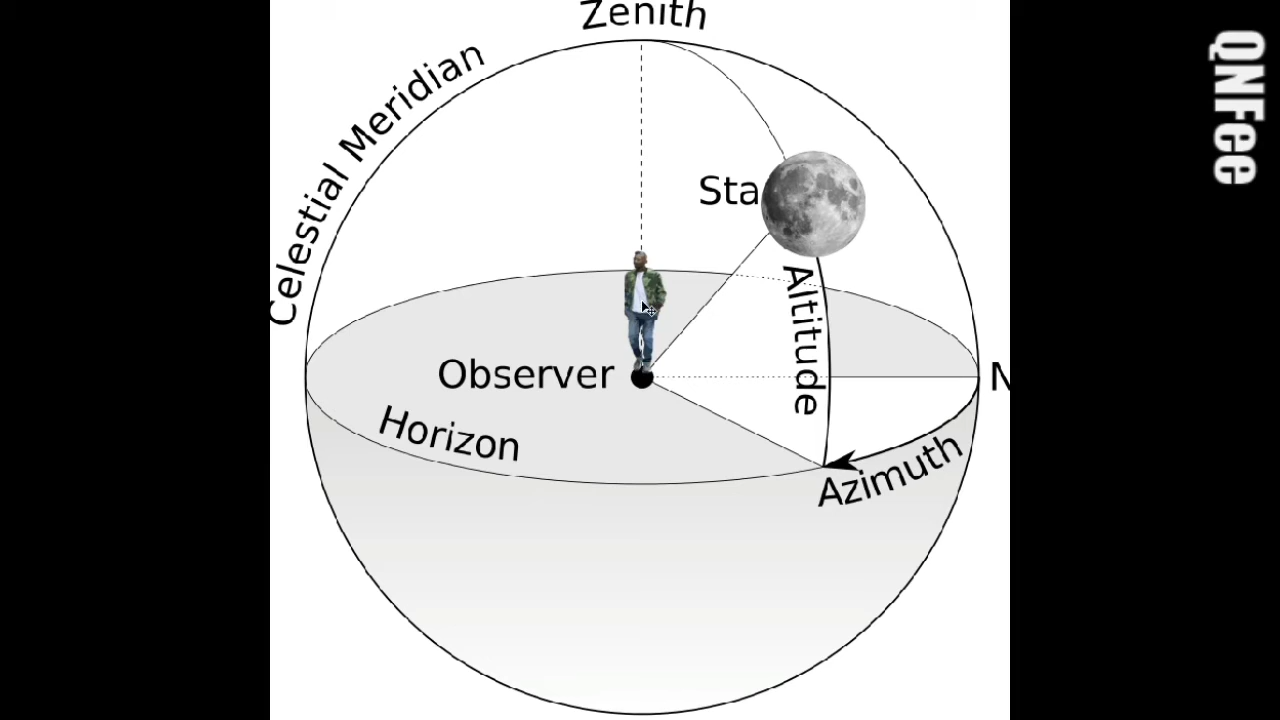 Zenith
Celestial Meridian
Sta
Altitude
Observer
N
Horizon
Azimuth
QNFee